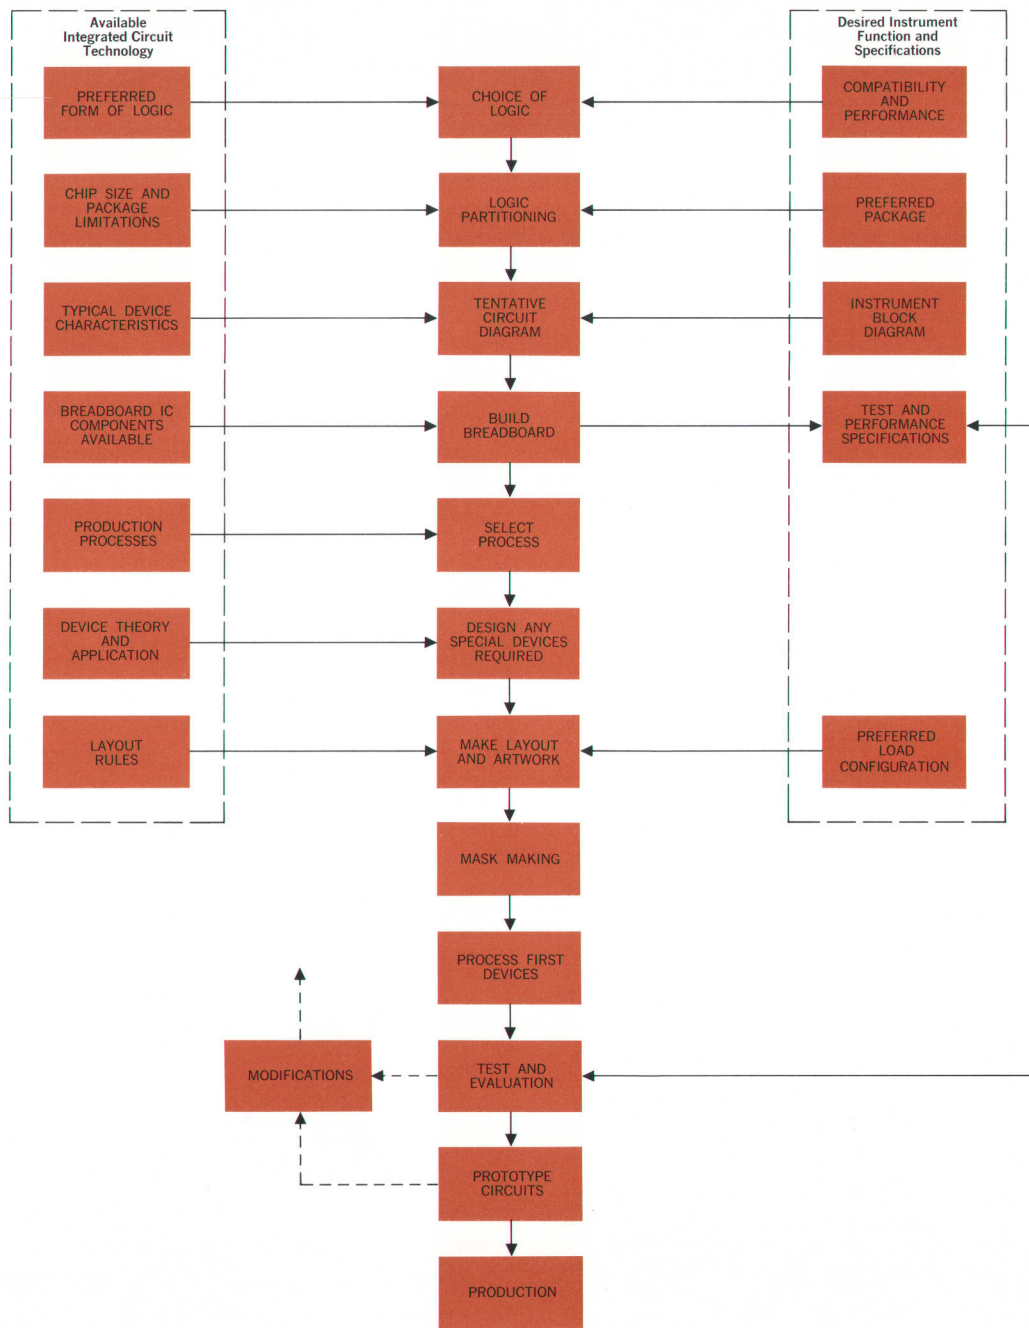 Available
Integrated Circuit
Technology
Desired Instrument
Function and
Specifications
PREFERRED
FORM OF LOGIC
CHOICE OF
LOGIC
COMPATIBILITY
AND
PERFORMANCE
CHIP SIZE AND
PACKAGE
LIMITATIONS
LOGIC
PARTITIONING
PREFERRED
PACKAGE
TYPICAL DEVICE
CHARACTERISTICS
TENTATIVE
CIRCUIT
DIAGRAM
INSTRUMENT
BLOCK
DIAGRAM
BREADBOARD IC
COMPONENTS
AVAILABLE
BUILD
BREADBOARD
TEST AND
PERFORMANCE
SPECIFICATIONS
PRODUCTION
PROCESSES
SELECT
PROCESS
DEVICE THEORY
AND
APPLICATION
DESIGN ANY
SPECIAL DEVICES
REQUIRED
LAYOUT
RULES
MAKE LAYOUT
AND ARTWORK
PREFERRED
LOAD
CONFIGURATION
MASK MAKING
PROCESS FIRST
DEVICES
MODIFICATIONS
TEST AND
EVALUATION
PROTOTYPE
CIRCUITS
PRODUCTION